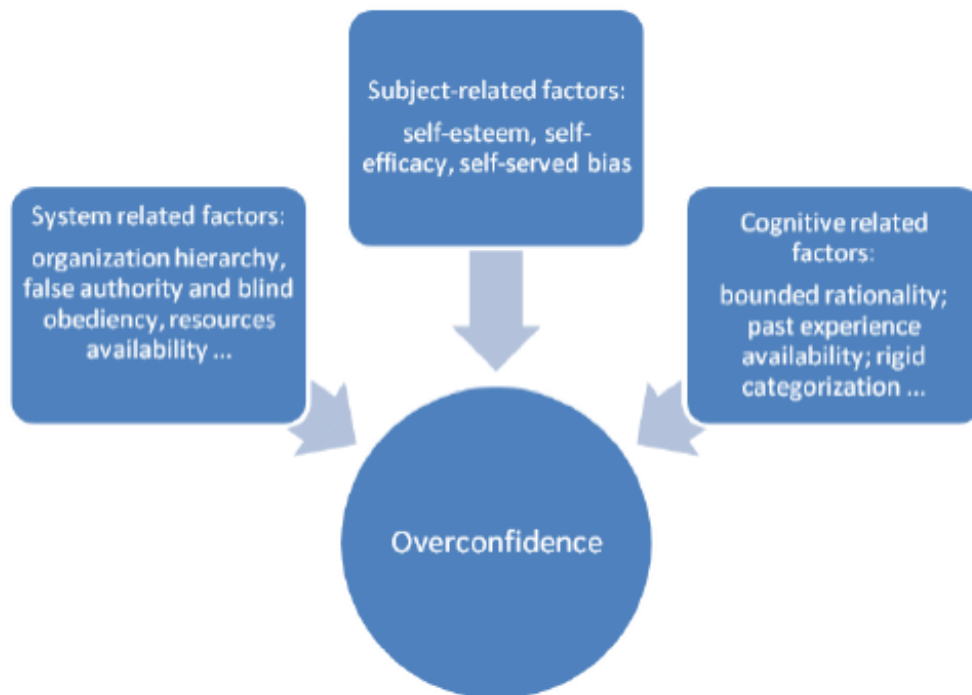 Subject-related factors:
self-esteem, self-
efficacy, self-served bias
System related factors:
organization hierarchy,
false authority and blind
obediency, resources
availability ...
Cognitive related
factors:
bounded rationality;
past experience
availability; rigid
categorization ...
Overconfidence